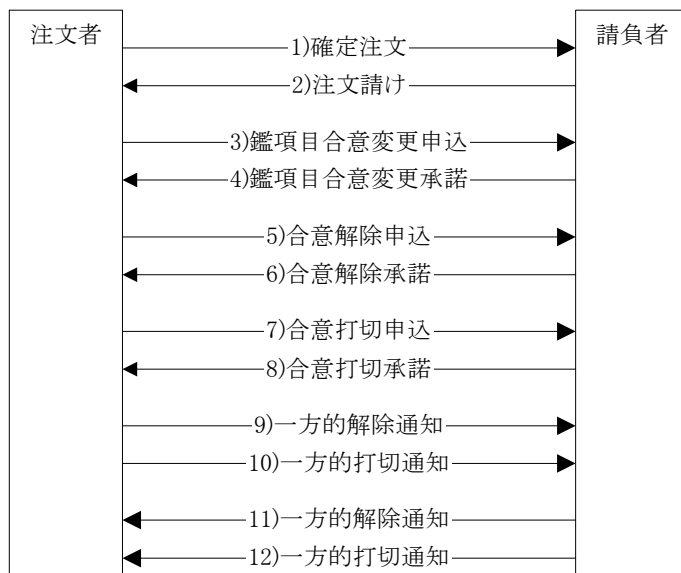 注文者
請負者
1)確定注文
2)注文請け
3)鑑項目合意変更申込
4)鑑項目合意変更承諾
5)合意解除申込
6)合意解除承諾
7)合意打切申込
8)合意打切承諾
9)一方的解除通知
10)一方的打切通知
11)一方的解除通知
12)一方的打切通知